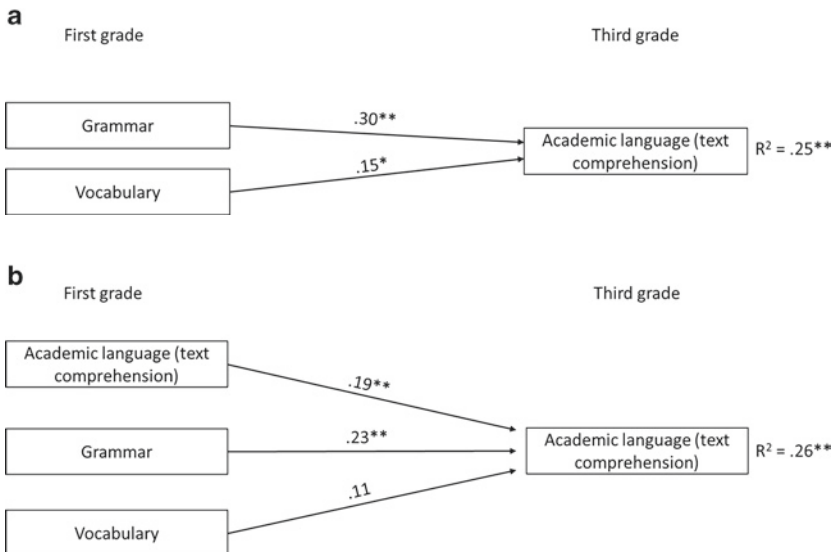 a
First grade
Third grade
Grammar
.30**
Academic language (text
comprehension)
R² = .25**
Vocabulary
.15*
b
First grade
Third grade
Academic language (text
comprehension)
.19**
Grammar
.23**
Academic language (text
comprehension)
R² = .26**
Vocabulary
.11